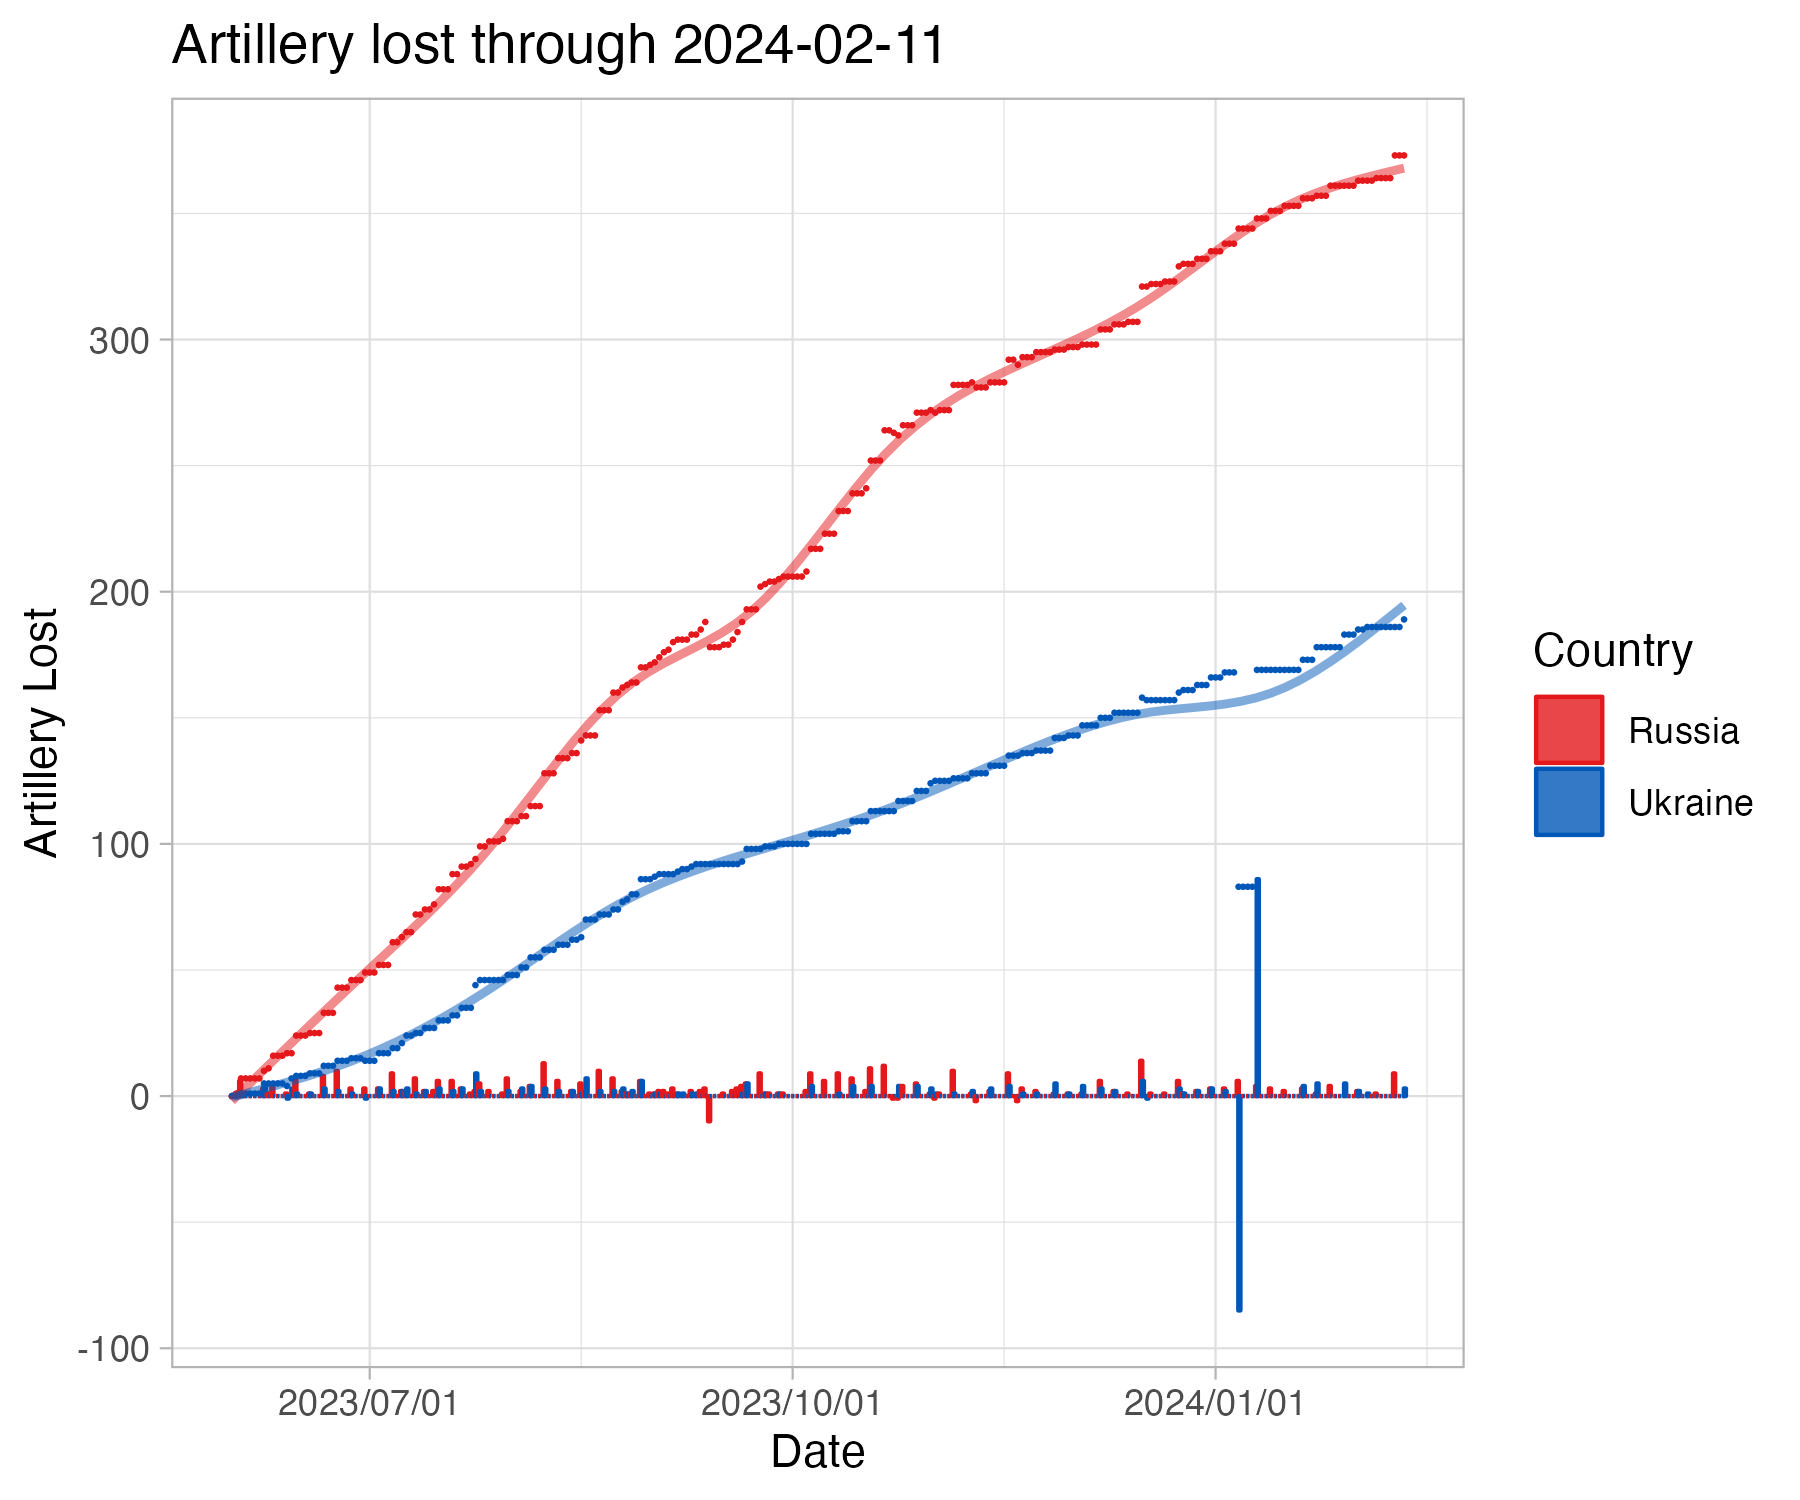 Artillery lost through 2024-02-11
Artillery Lost
300
200
100
0
-100
2023/07/01
2023/10/01
2024/01/01
Date
Country
Russia
Ukraine